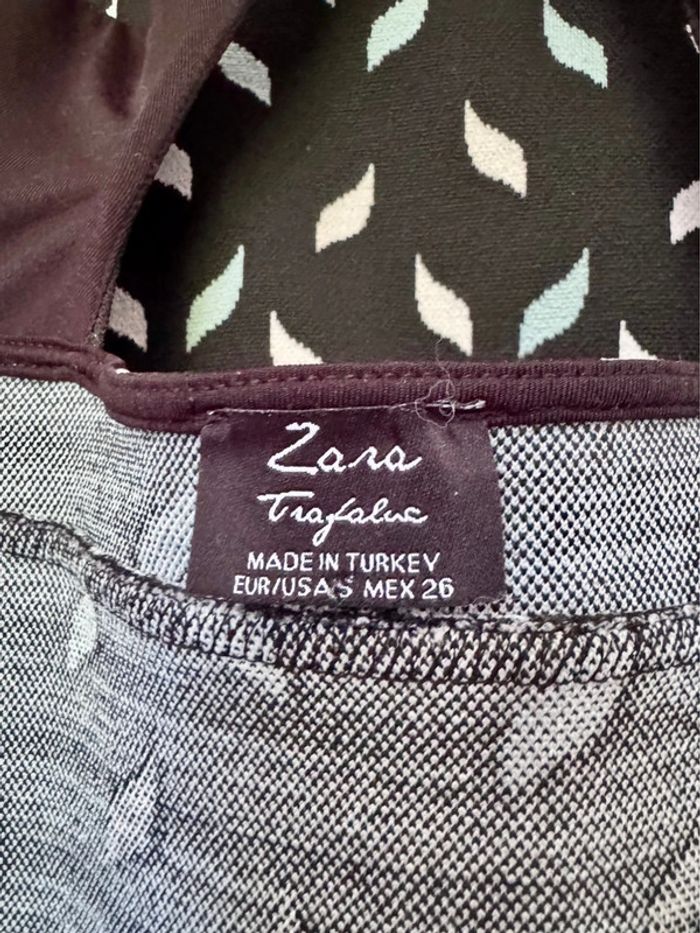 Zara
Trafaluc
MADE IN TURKEY
EUR/USA S MEX 26